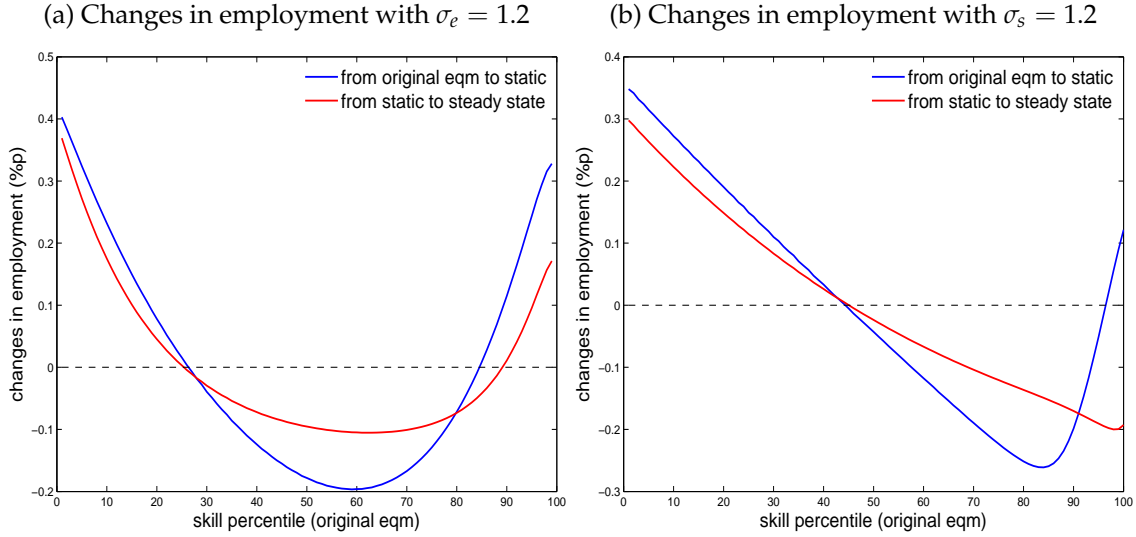 (a) Changes in employment with σₑ = 1.2
0.5
0.4
0.3
0.2
0.1
0
−0.1
−0.2
changes in employment (%p)
from original eqm to static
from static to steady state
0 10 20 30 40 50 60 70 80 90 100
skill percentile (original eqm)
(b) Changes in employment with σₛ = 1.2
0.4
0.3
0.2
0.1
0
−0.1
−0.2
−0.3
changes in employment (%p)
from original eqm to static
from static to steady state
0 10 20 30 40 50 60 70 80 90 100
skill percentile (original eqm)